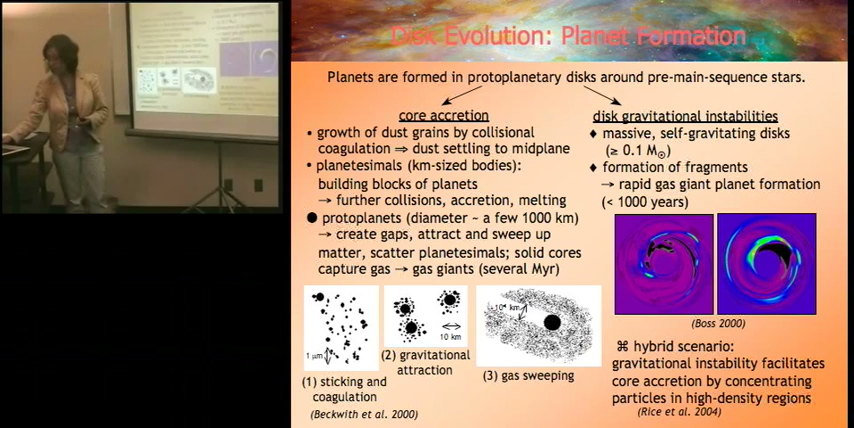 Disk Evolution: Planet Formation
Planets are formed in protoplanetary disks around pre-main-sequence stars.
core accretion
• growth of dust grains by collisional
coagulation ⇒ dust settling to midplane
• planetesimals (km-sized bodies):
building blocks of planets
→ further collisions, accretion, melting
● protoplanets (diameter ~ a few 1000 km)
→ create gaps, attract and sweep up
matter, scatter planetesimals; solid cores
capture gas → gas giants (several Myr)
1 μm
10 km
10⁴ km
(1) sticking and
coagulation
(2) gravitational
attraction
(3) gas sweeping
(Beckwith et al. 2000)
disk gravitational instabilities
♦ massive, self-gravitating disks
(≥ 0.1 M☉)
♦ formation of fragments
→ rapid gas giant planet formation
(< 1000 years)
(Boss 2000)
⌘ hybrid scenario:
gravitational instability facilitates
core accretion by concentrating
particles in high-density regions
(Rice et al. 2004)